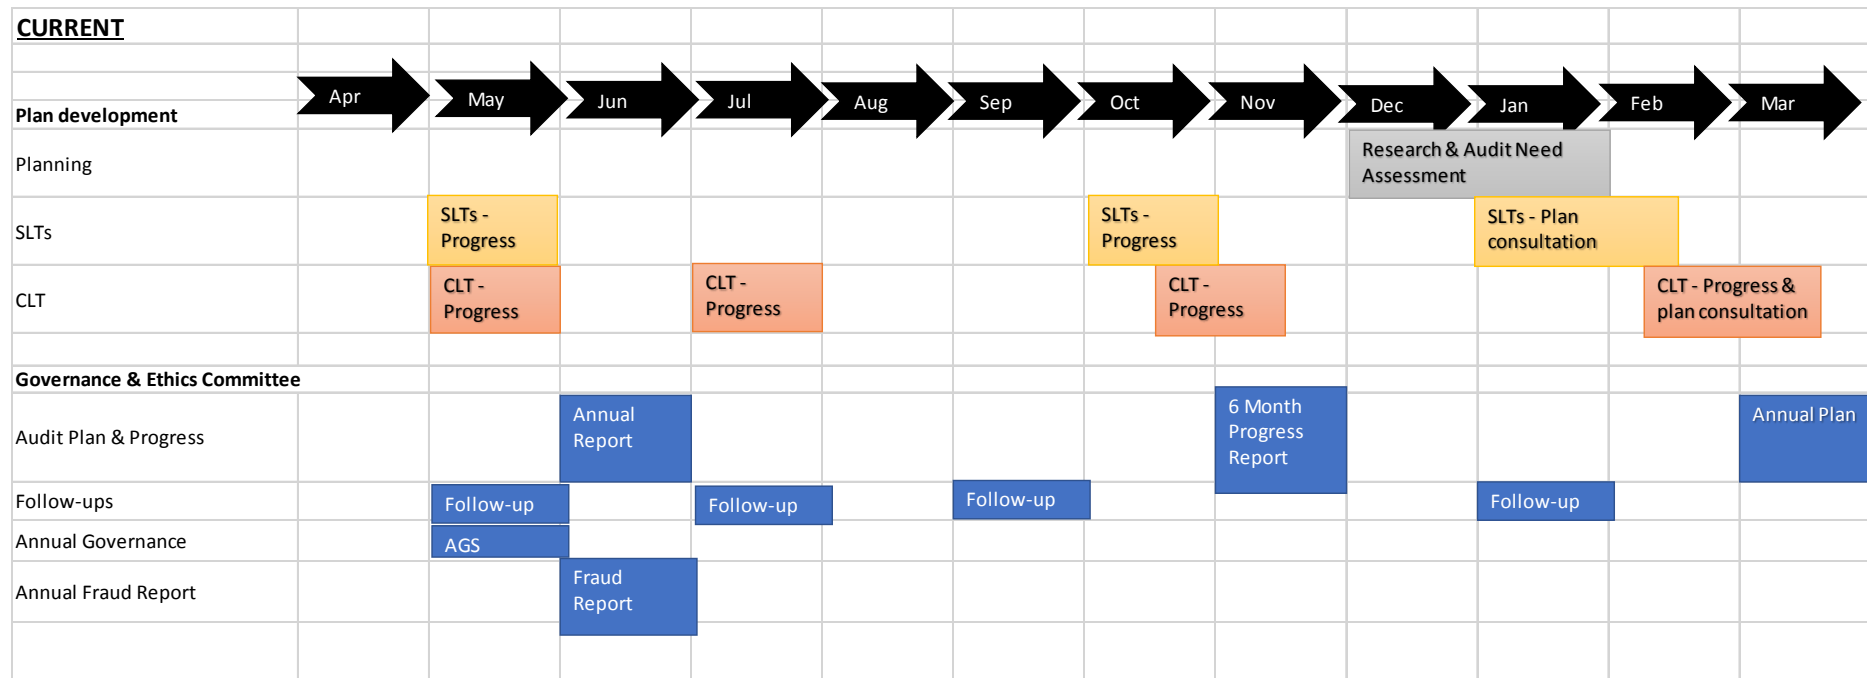 CURRENT
Apr
May
Jun
Jul
Aug
Sep
Oct
Nov
Dec
Jan
Feb
Mar
Plan development
Planning
Research & Audit Need
Assessment
SLTs
SLTs -
Progress
SLTs -
Progress
SLTs - Plan
consultation
CLT
CLT -
Progress
CLT -
Progress
CLT -
Progress
CLT - Progress &
plan consultation
Governance & Ethics Committee
Audit Plan & Progress
Annual
Report
6 Month
Progress
Report
Annual Plan
Follow-ups
Follow-up
Follow-up
Follow-up
Follow-up
Annual Governance
AGS
Annual Fraud Report
Fraud
Report